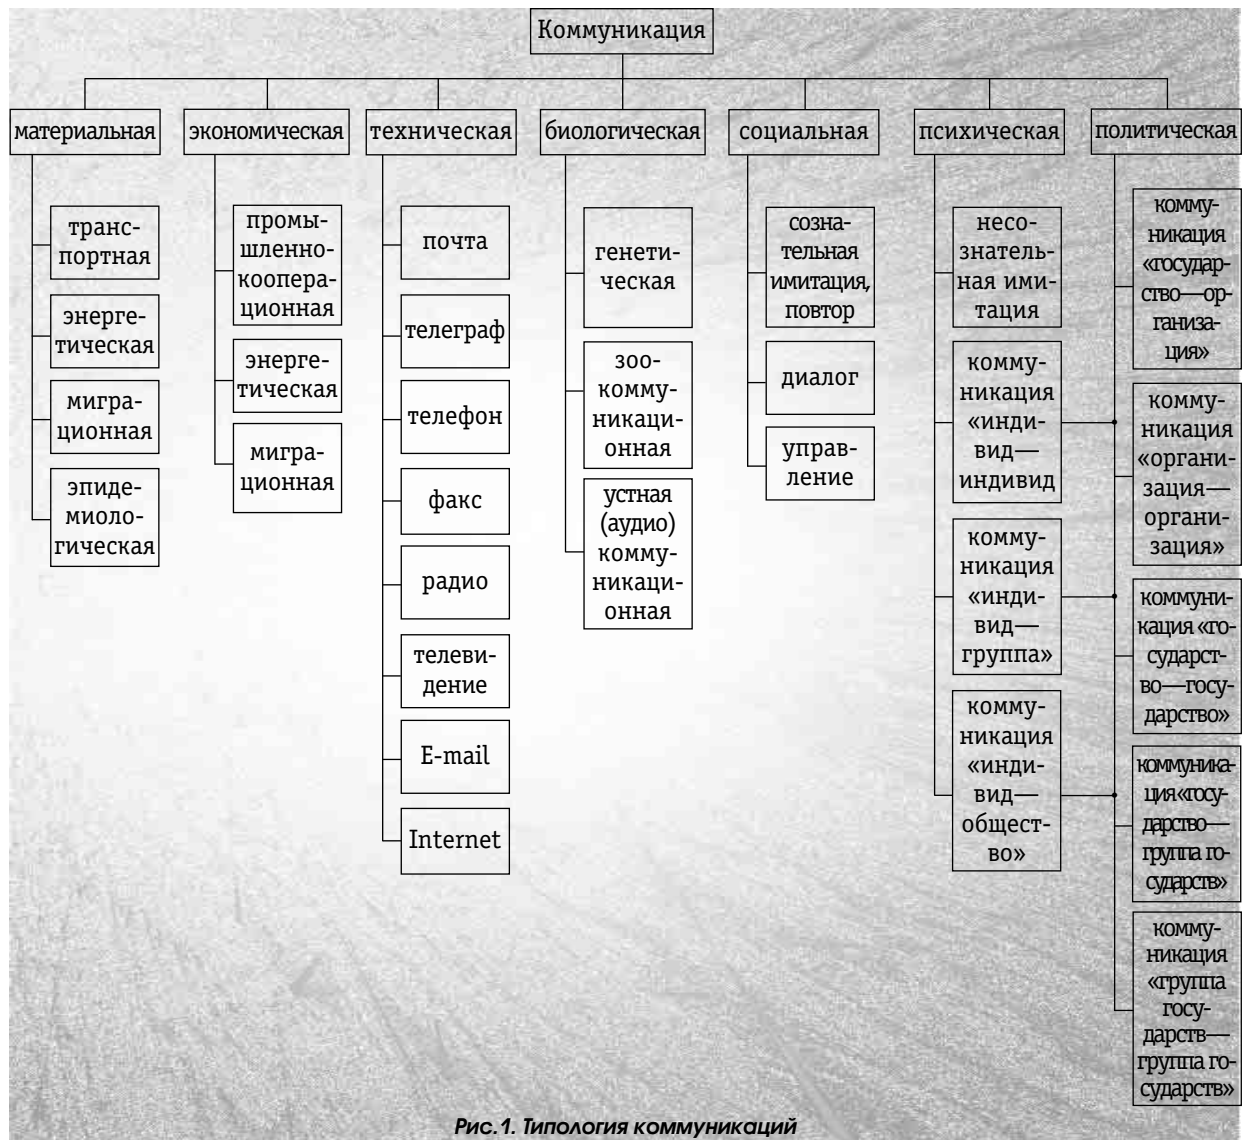 Коммуникация
материальная
экономическая
техническая
биологическая
социальная
психическая
политическая
транс-
портная
энерге-
тическая
мигра-
ционная
эпиде-
миоло-
гическая
промы-
шленно-
коопера-
ционная
энерге-
тическая
мигра-
ционная
почта
телеграф
телефон
факс
радио
телеви-
дение
E-mail
Internet
генети-
ческая
зоо-
комму-
никаци-
онная
устная
(аудио)
комму-
никаци-
онная
созна-
тельная
имитация,
повтор
диалог
управ-
ление
несо-
знатель-
ная ими-
тация
комму-
никация
«инди-
вид—
индивид
комму-
никация
«инди-
вид—
группа»
комму-
никация
«инди-
вид—
общест-
во»
комму-
никация
«государ-
ство—ор-
ганиза-
ция»
комму-
никация
«органи-
зация—
органи-
зация»
коммуни-
кация «го-
сударст-
во—госу-
дарство»
коммуника-
ция «госу-
дарство—
группа го-
сударств»
комму-
никация
«группа
госу-
дарств—
группа го-
сударств»
Рис.1. Типология коммуникаций